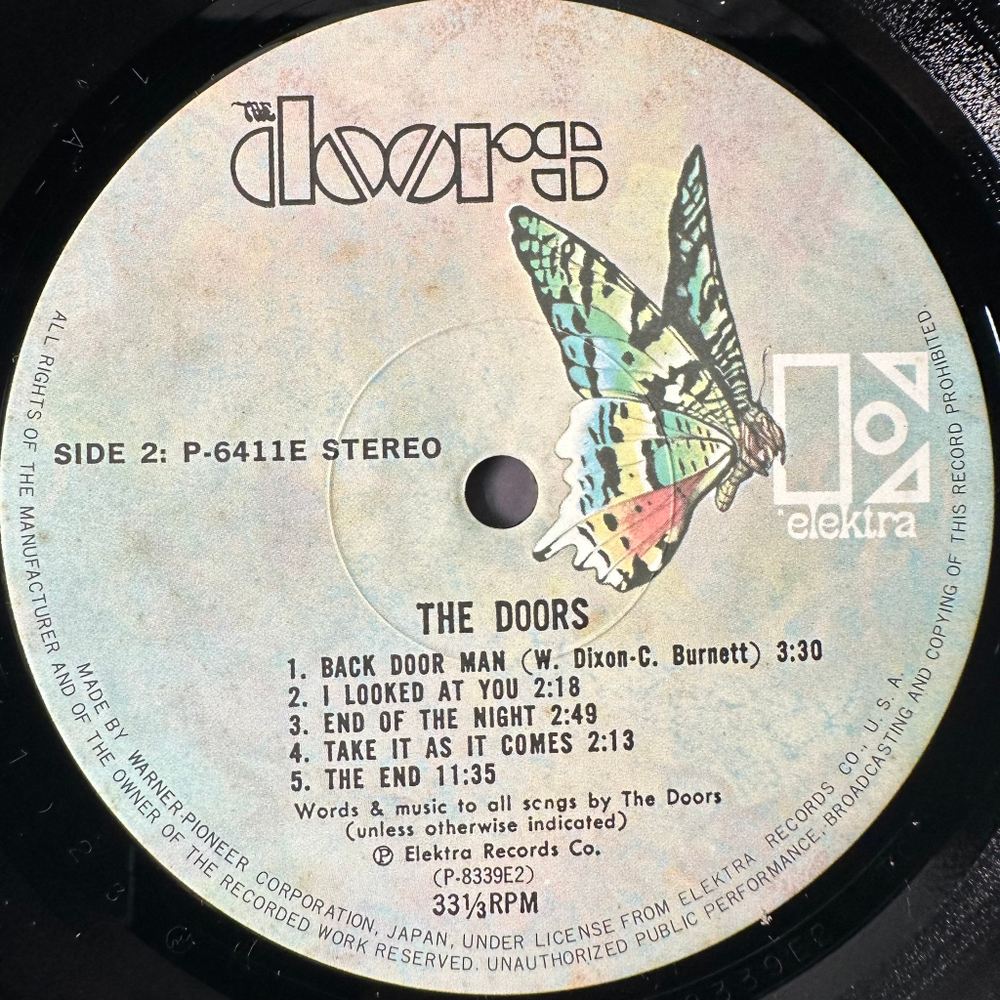 THE
doors
elektra
SIDE 2: P-6411E STEREO
THE DOORS
1. BACK DOOR MAN (W. Dixon-C. Burnett) 3:30
2. I LOOKED AT YOU 2:18
3. END OF THE NIGHT 2:49
4. TAKE IT AS IT COMES 2:13
5. THE END 11:35
Words & music to all songs by The Doors
(unless otherwise indicated)
Ⓟ Elektra Records Co.
(P-8339E2)
33⅓RPM
MADE BY WARNER-PIONEER CORPORATION, JAPAN, UNDER LICENSE FROM ELEKTRA RECORDS CO., U. S. A.
ALL RIGHTS OF THE MANUFACTURER AND OF THE OWNER OF THE RECORDED WORK RESERVED. UNAUTHORIZED PUBLIC PERFORMANCE, BROADCASTING AND COPYING OF THIS RECORD PROHIBITED.